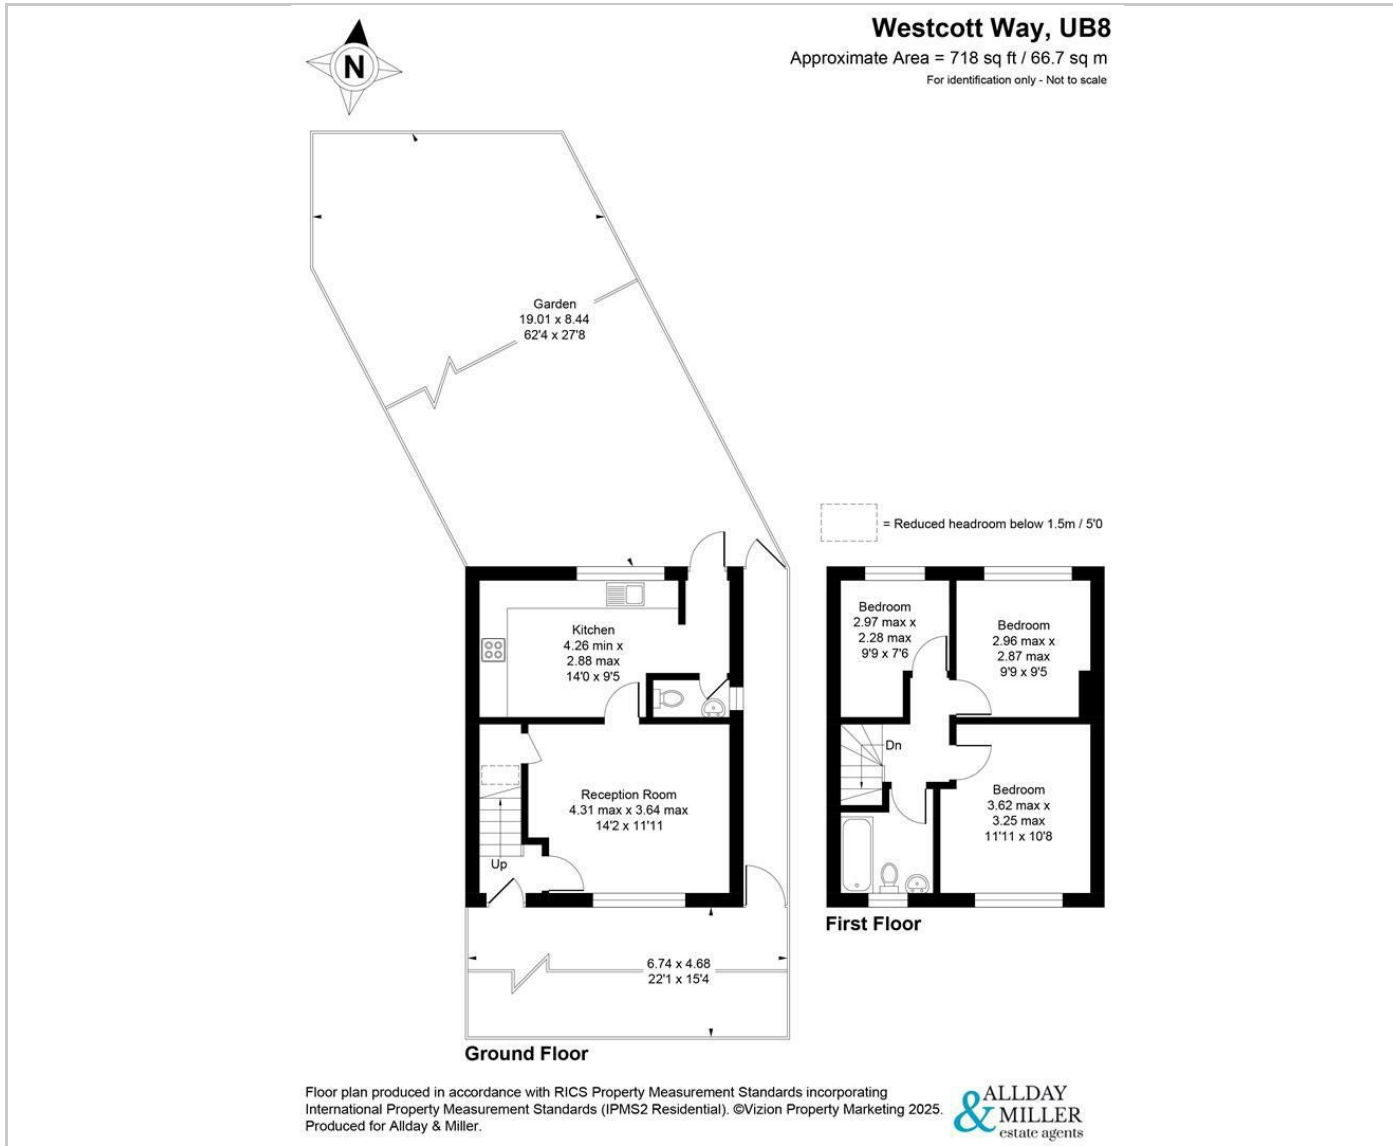 Westcott Way, UB8
Approximate Area = 718 sq ft / 66.7 sq m
For identification only - Not to scale
N
Garden
19.01 x 8.44
62'4 x 27'8
= Reduced headroom below 1.5m / 5'0
Kitchen
4.26 min x
2.88 max
14'0 x 9'5
Reception Room
4.31 max x 3.64 max
14'2 x 11'11
Up
6.74 x 4.68
22'1 x 15'4
Ground Floor
Bedroom
2.97 max x
2.28 max
9'9 x 7'6
Bedroom
2.96 max x
2.87 max
9'9 x 9'5
Dn
Bedroom
3.62 max x
3.25 max
11'11 x 10'8
First Floor
Floor plan produced in accordance with RICS Property Measurement Standards incorporating
International Property Measurement Standards (IPMS2 Residential). ©Vizion Property Marketing 2025.
Produced for Allday & Miller.
ALLDAY
& MILLER
estate agents